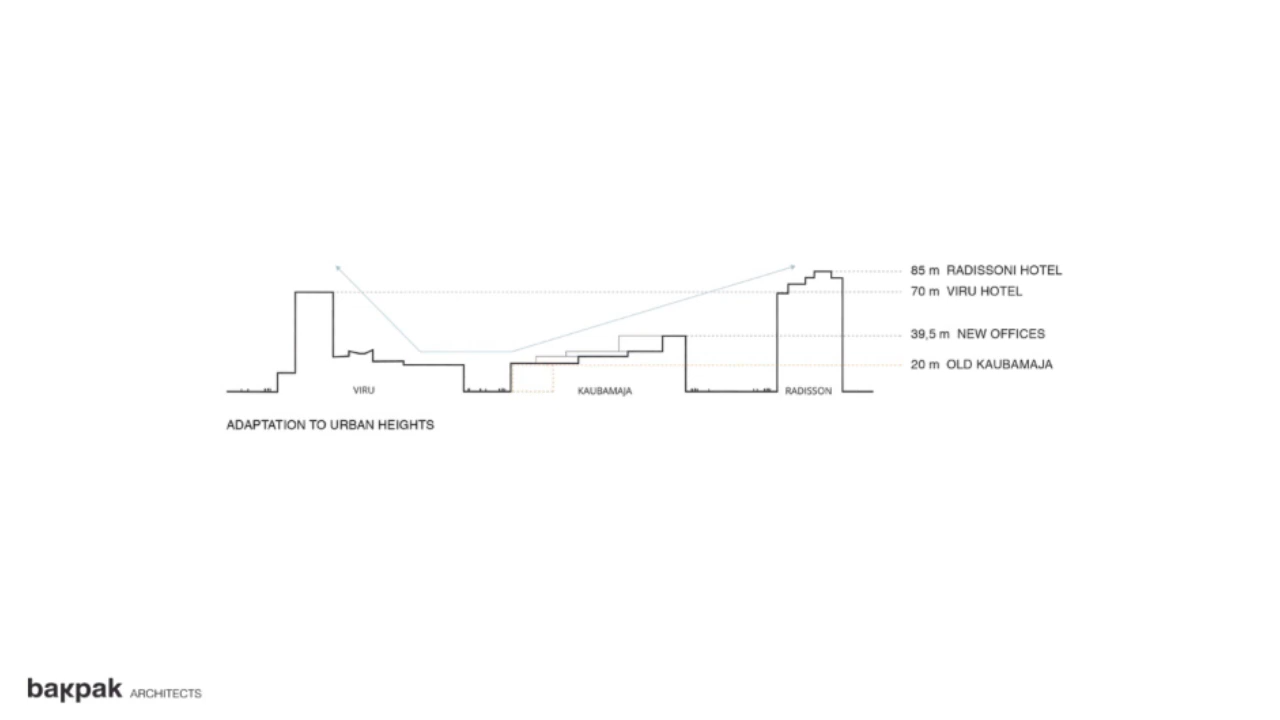 85 m RADISSONI HOTEL
70 m VIRU HOTEL
39,5 m NEW OFFICES
20 m OLD KAUBAMAJA
VIRU
KAUBAMAJA
RADISSON
ADAPTATION TO URBAN HEIGHTS
bakpak ARCHITECTS